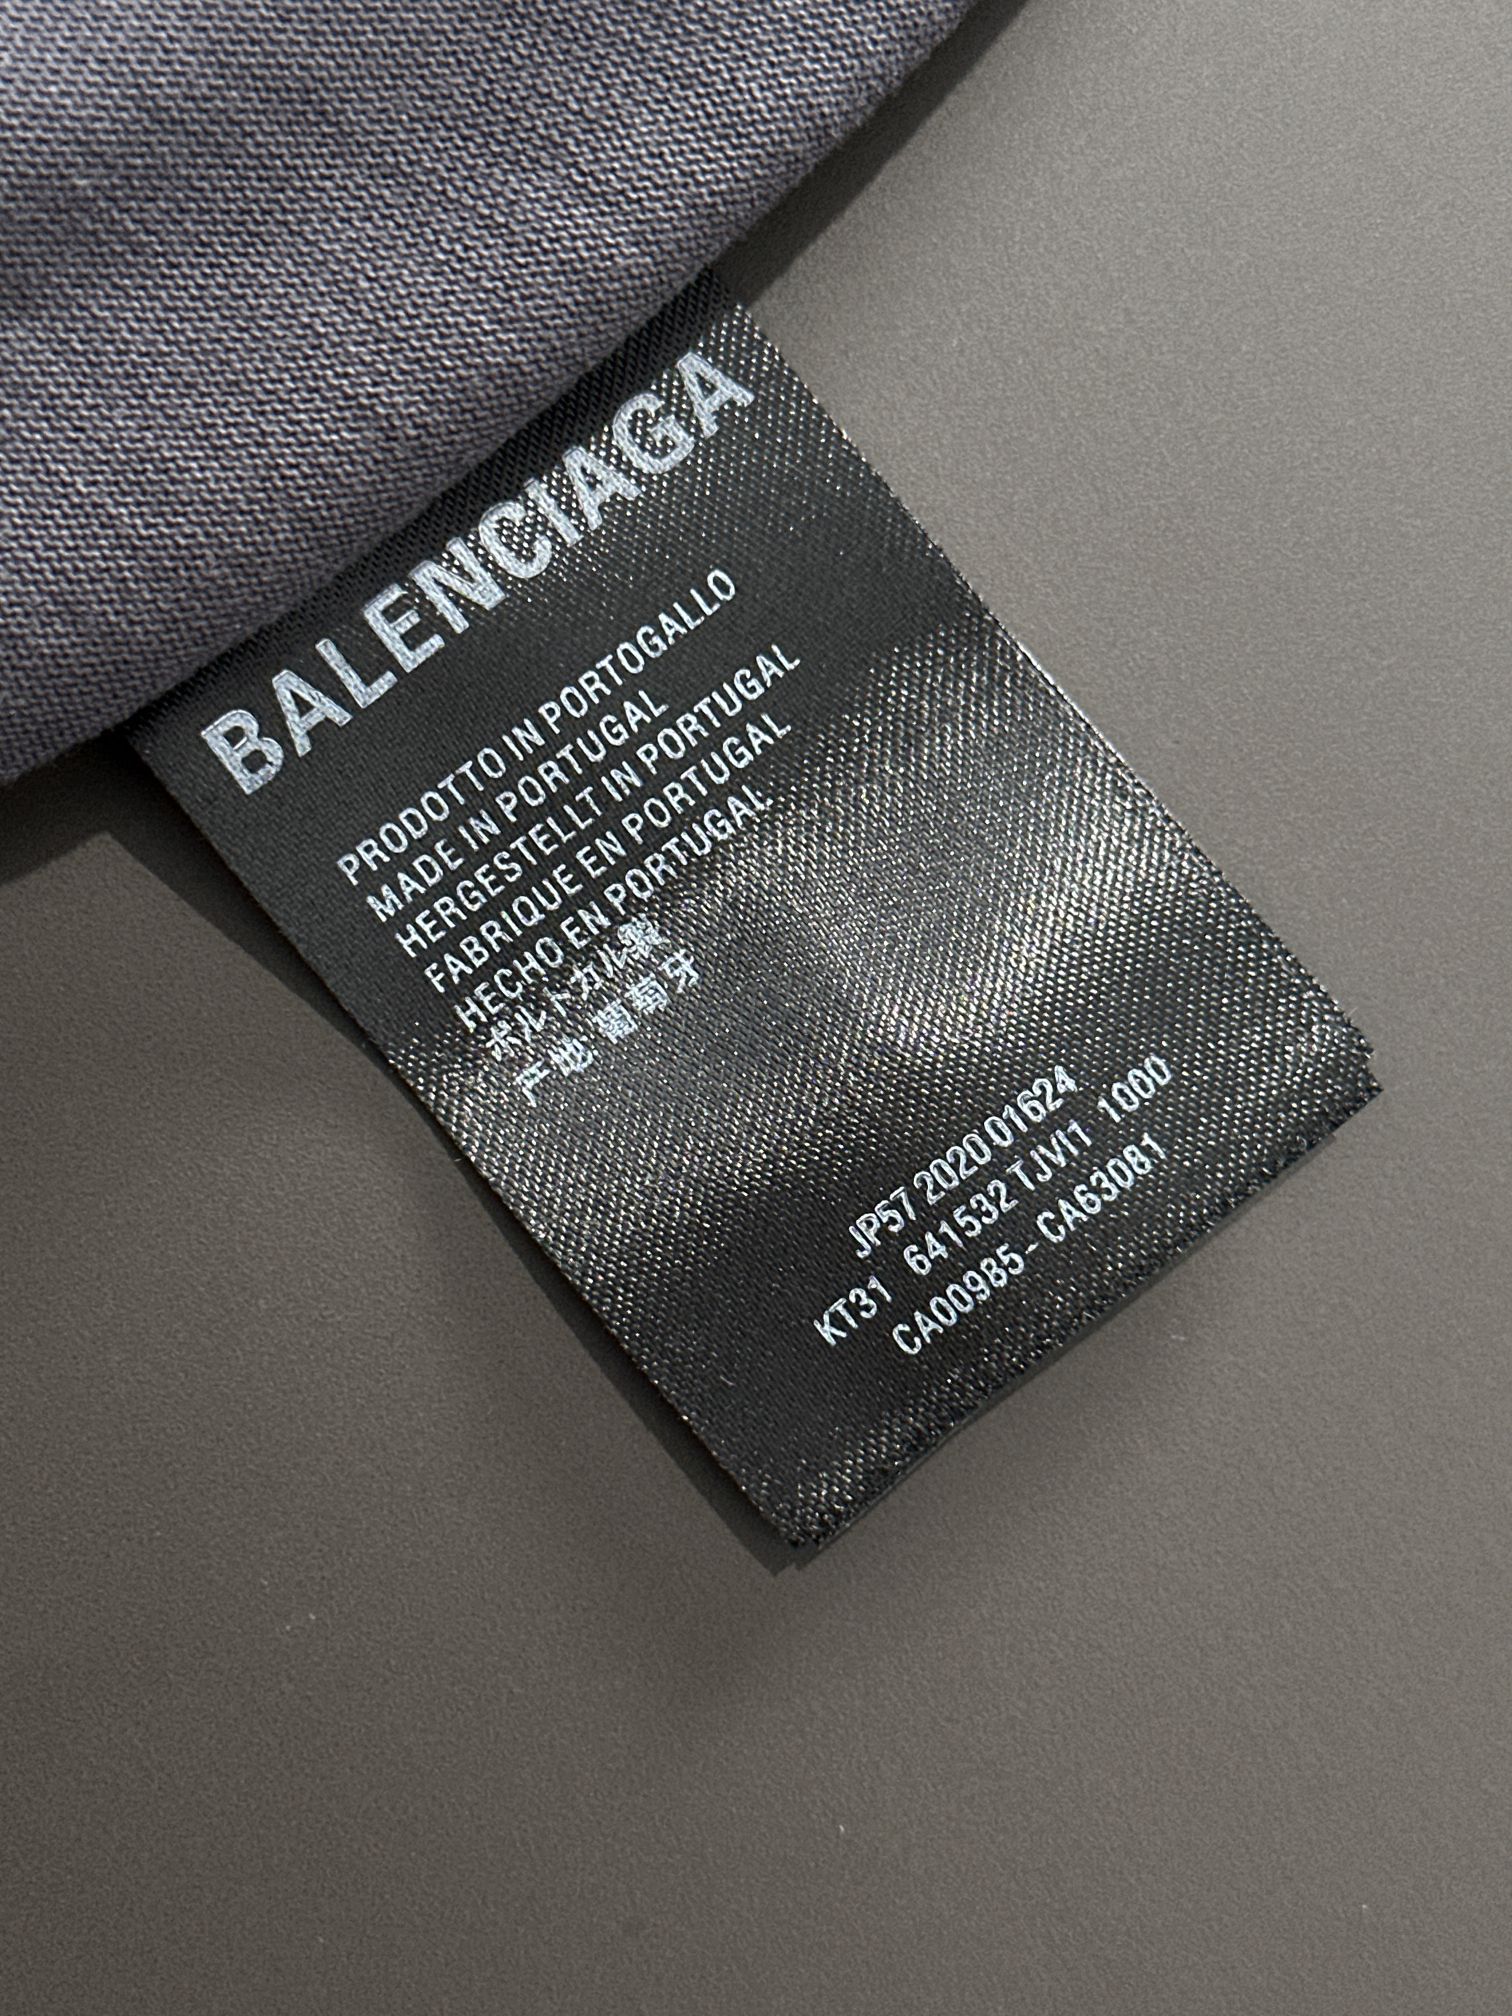 BALENCIAGA
PRODOTTO IN PORTOGALLO
MADE IN PORTUGAL
HERGESTELLT IN PORTUGAL
FABRIQUE EN PORTUGAL
HECHO EN PORTUGAL
ポルトガル製
产地 葡萄牙
JP57 2020 01624
KT31 641532 TJVI1 1000
CA00985 - CA63081